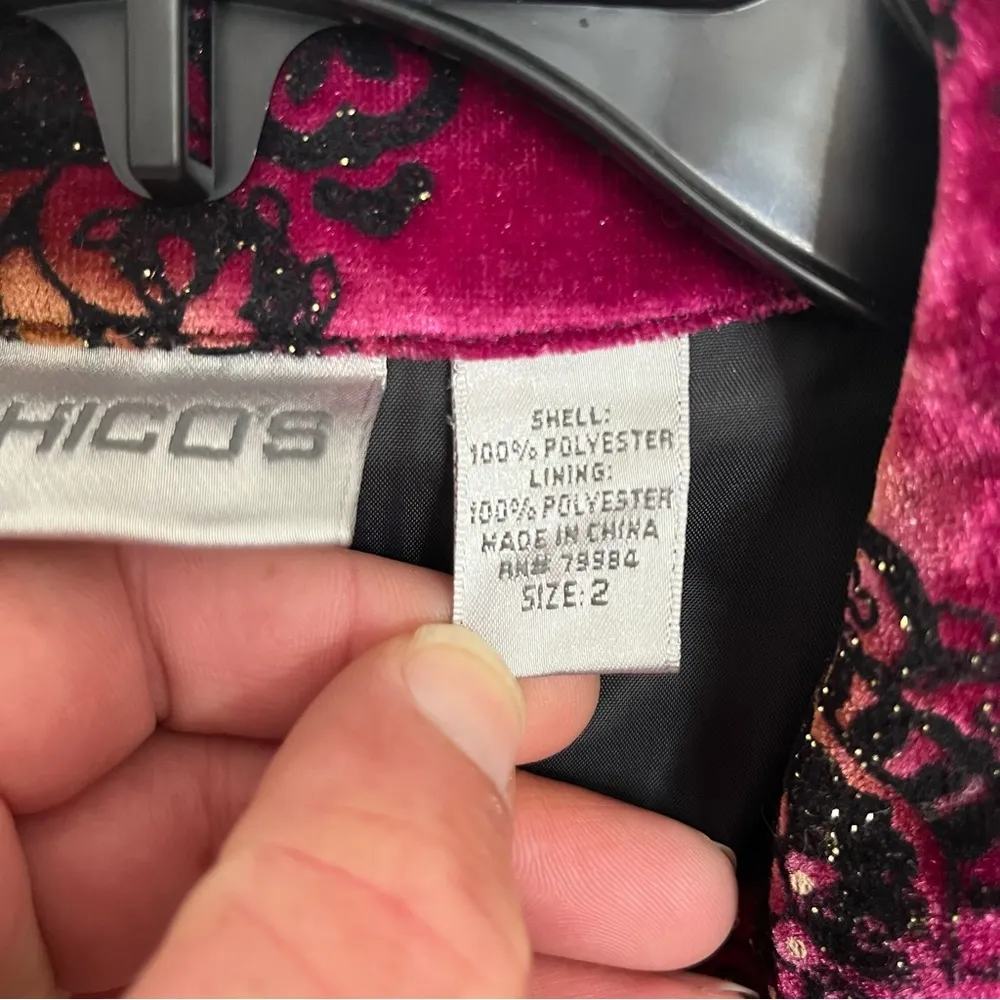 HICO'S
SHELL:
100% POLYESTER
LINING:
100% POLYESTER
MADE IN CHINA
RN# 79984
SIZE: 2